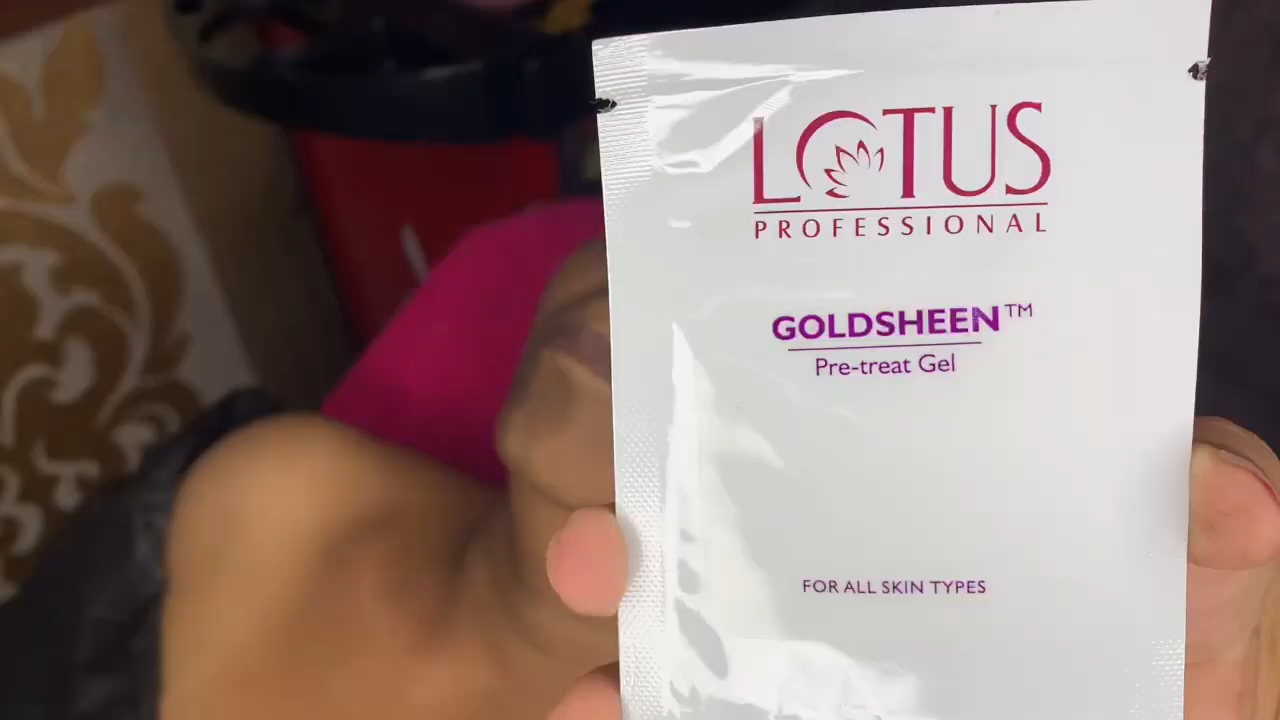 LOTUS
PROFESSIONAL
GOLDSHEEN™
Pre-treat Gel
FOR ALL SKIN TYPES